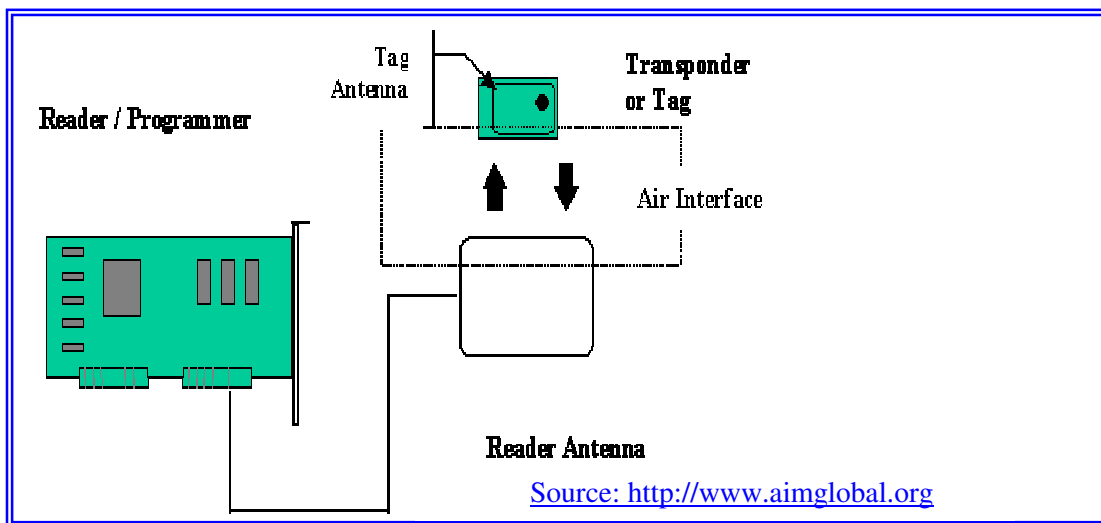 Tag
Antenna
Transponder
or Tag
Reader / Programmer
Air Interface
Reader Antenna
Source: http://www.aimglobal.org